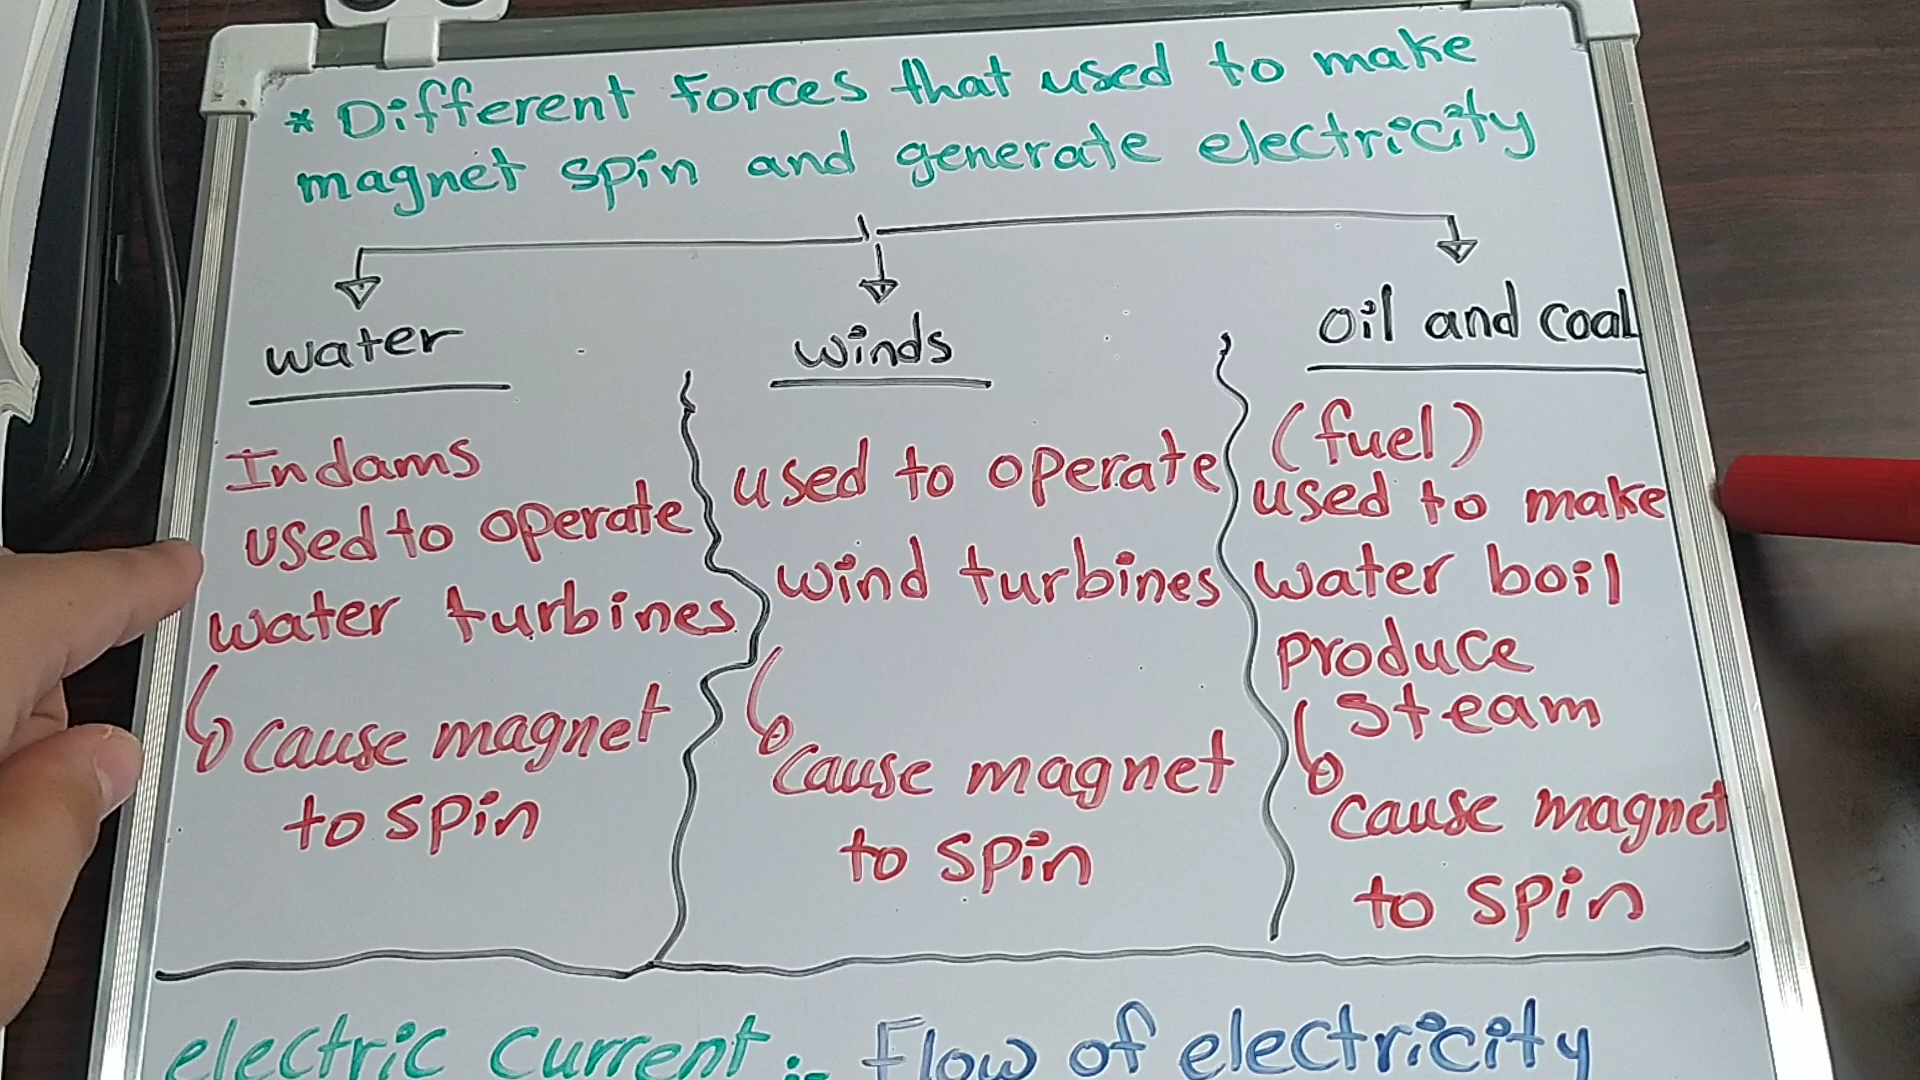 * Different forces that used to make
magnet spin and generate electricity
water
Indams
used to operate
water turbines
cause magnet
to spin
winds
used to operate
wind turbines
cause magnet
to spin
oil and coal
(fuel)
used to make
water boil
produce
steam
cause magnet
to spin
electric current :- Flow of electricity